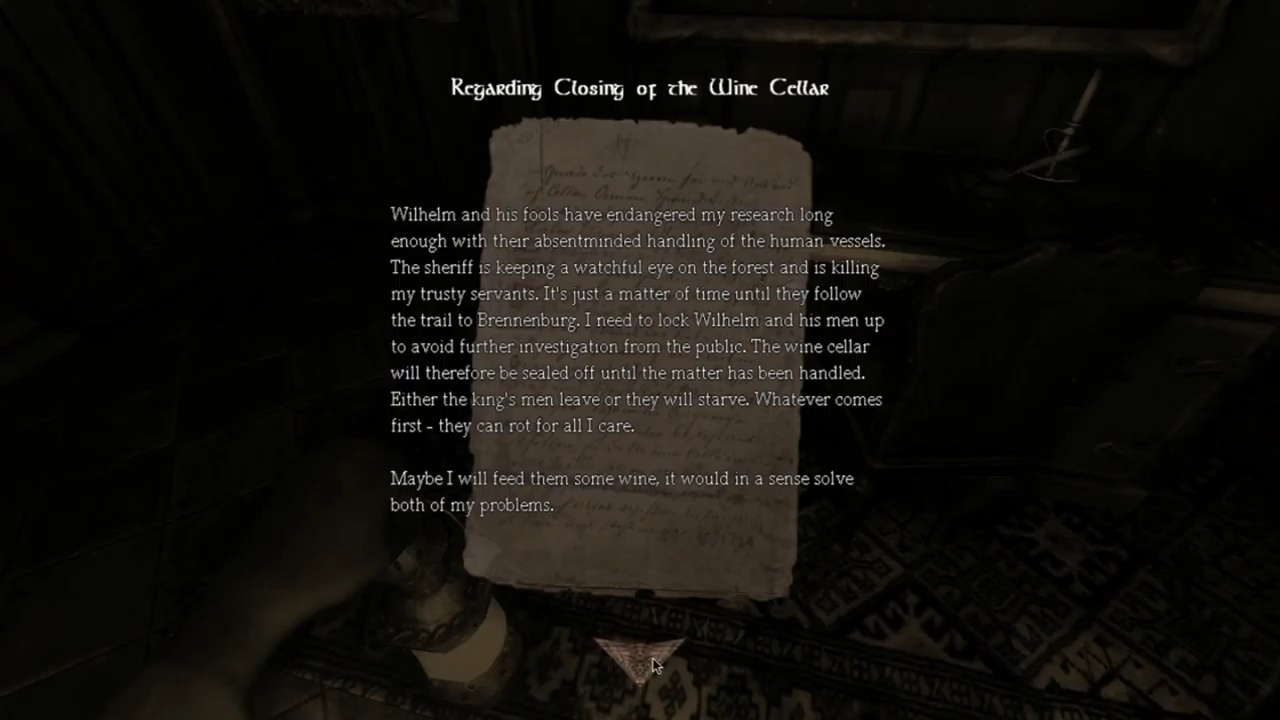 Regarding Closing of the Wine Cellar
Wilhelm and his fools have endangered my research long
enough with their absentminded handling of the human vessels.
The sheriff is keeping a watchful eye on the forest and is killing
my trusty servants. It's just a matter of time until they follow
the trail to Brennenburg. I need to lock Wilhelm and his men up
to avoid further investigation from the public. The wine cellar
will therefore be sealed off until the matter has been handled.
Either the king's men leave or they will starve. Whatever comes
first - they can rot for all I care.
Maybe I will feed them some wine, it would in a sense solve
both of my problems.